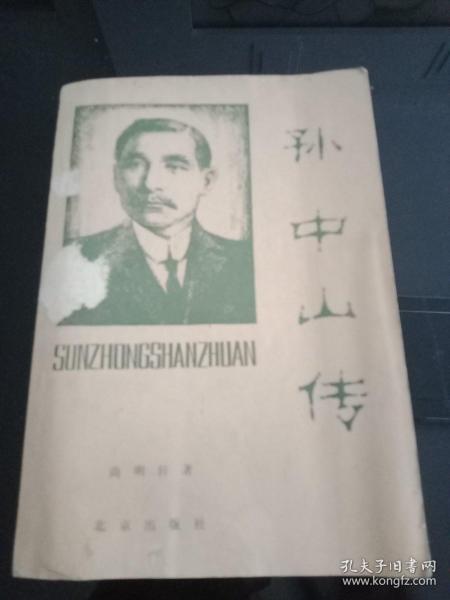 孙中山传
SUNZHONGSHANZHUAN
尚明轩 著
北京出版社
孔夫子旧书网
www.kongfz.com